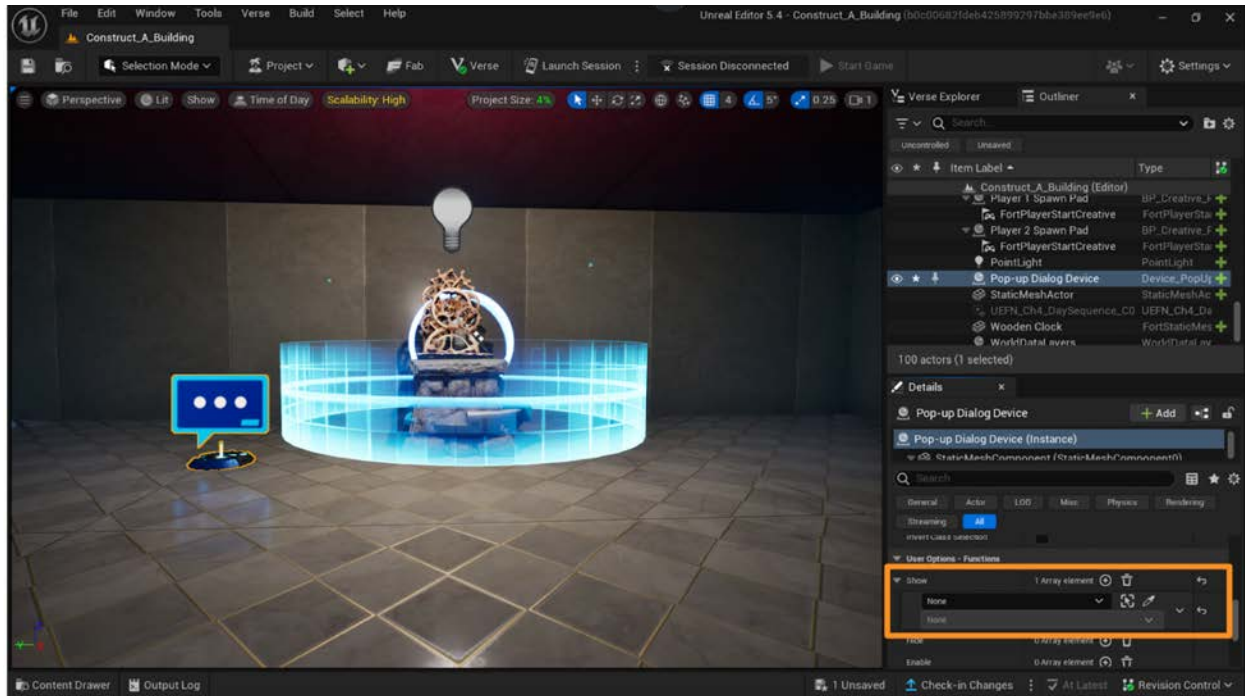 File Edit Window Tools Verse Build Select Help
Unreal Editor 5.4 - Construct_A_Building
Construct_A_Building
Selection Mode Project Fab Verse Launch Session Session Disconnected Start Game Settings
Perspective Lit Show Time of Day Scalability: High Project Size: 4% 4 5° 0.25 1
Verse Explorer Outliner
Search...
Uncontrolled Unsaved
Item Label Type
Construct_A_Building (Editor)
Player 1 Spawn Pad BP_Creative_F
FortPlayerStartCreative FortPlayerSta
Player 2 Spawn Pad BP_Creative_F
FortPlayerStartCreative FortPlayerSta
PointLight PointLight
Pop-up Dialog Device Device_PopU
StaticMeshActor StaticMeshAc
UEFN_Ch4_DaySequence_C0 UEFN_Ch4_Da
Wooden Clock FortStaticMes
WorldDataLayers WorldDataLay
100 actors (1 selected)
Details
Pop-up Dialog Device Add
Pop-up Dialog Device (Instance)
StaticMeshComponent (StaticMeshComponent0)
Search
General Actor LOD Misc Physics Rendering
Streaming All
Invert Class Selection
User Options - Functions
Show 1 Array element
None
None
Hide 0 Array element
Enable 0 Array element
Content Drawer Output Log 1 Unsaved Check-in Changes At Latest Revision Control